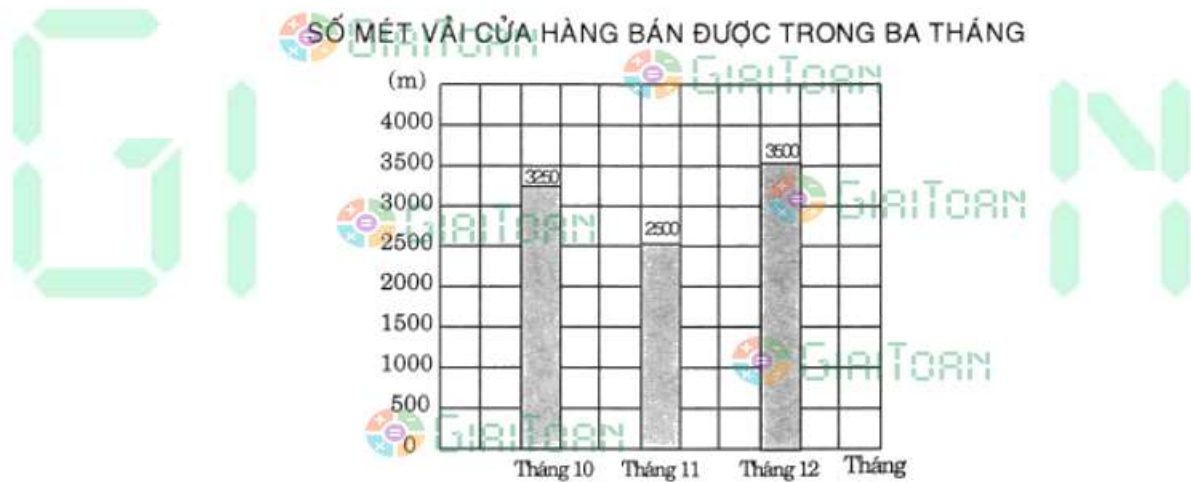 SỐ MÉT VẢI CỬA HÀNG BÁN ĐƯỢC TRONG BA THÁNG
GIAITOAN
GIAITOAN
(m)
4000
3500
3000
2500
2000
1500
1000
500
0
3250
2500
3500
GIAITOAN
GIAITOAN
GIAITOAN
GIAITOAN
Tháng 10 Tháng 11 Tháng 12 Tháng
GI N